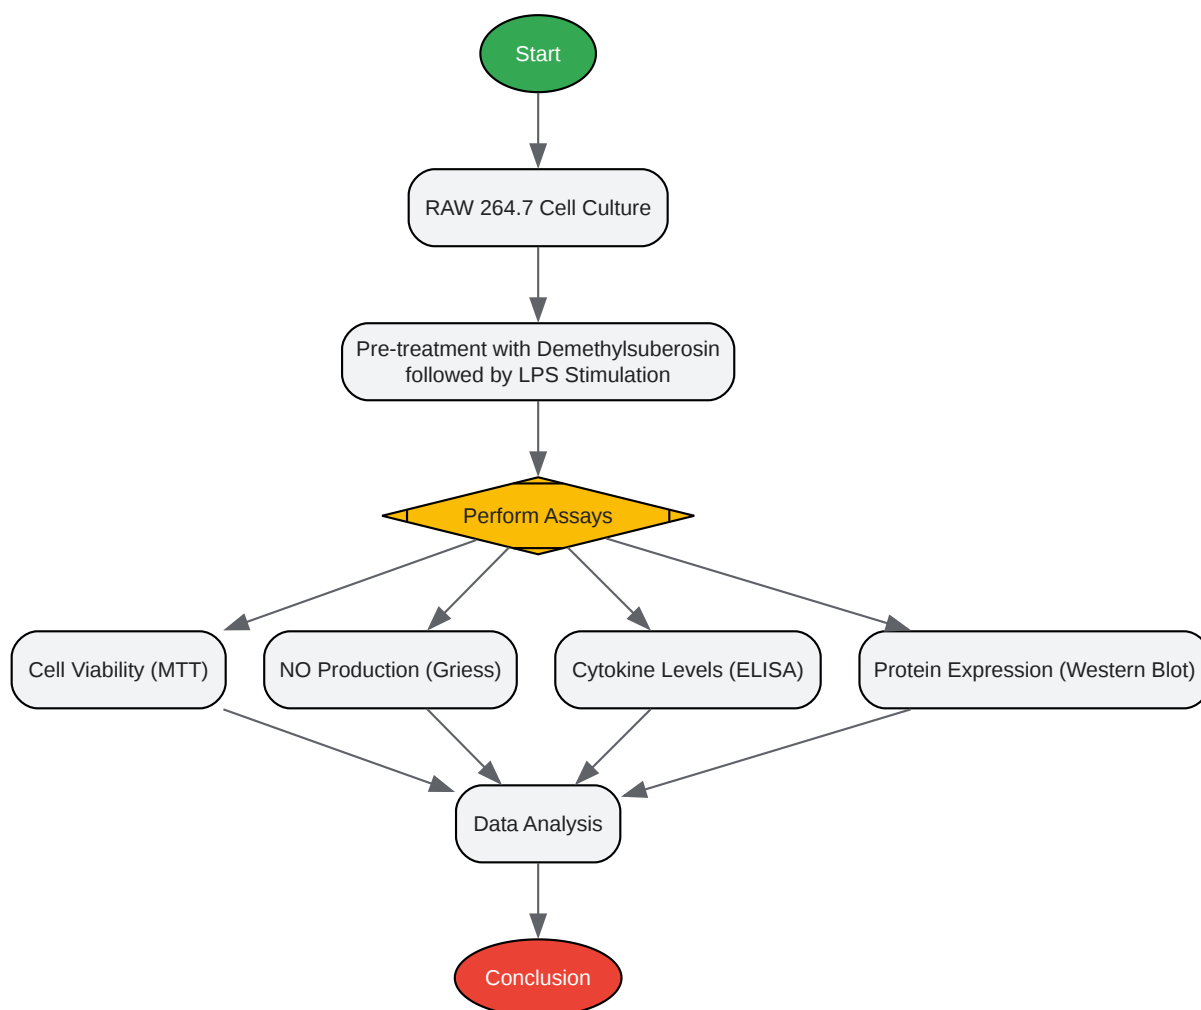 Start
RAW 264.7 Cell Culture
Pre-treatment with Demethylsuberosin
followed by LPS Stimulation
Perform Assays
Cell Viability (MTT)
NO Production (Griess)
Cytokine Levels (ELISA)
Protein Expression (Western Blot)
Data Analysis
Conclusion